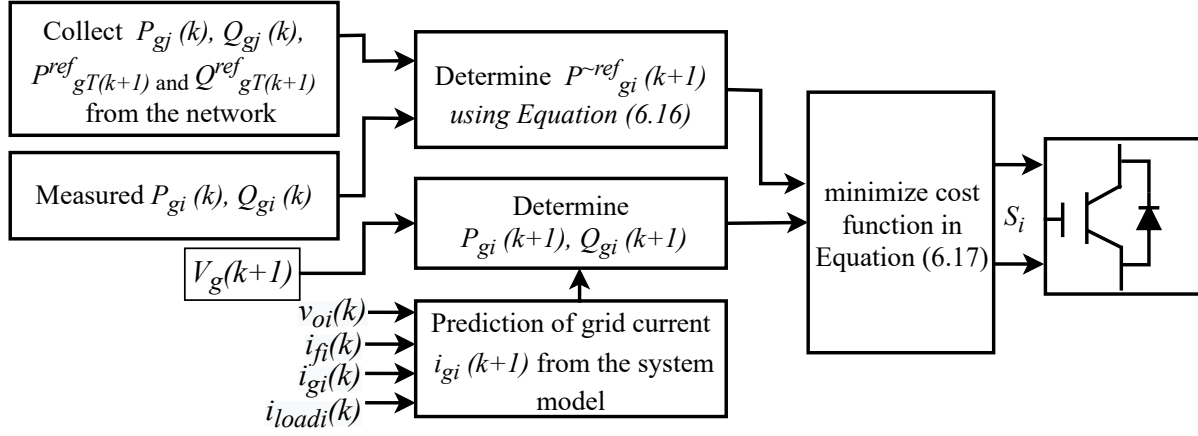 Collect P_gj (k), Q_gj (k),
P^ref_gT(k+1) and Q^ref_gT(k+1)
from the network
Measured P_gi (k), Q_gi (k)
V_g(k+1)
v_oi(k)
i_fi(k)
i_gi(k)
i_loadi(k)
Determine P^~ref_gi (k+1)
using Equation (6.16)
Determine
P_gi (k+1), Q_gi (k+1)
Prediction of grid current
i_gi (k+1) from the system
model
minimize cost
function in
Equation (6.17)
S_i